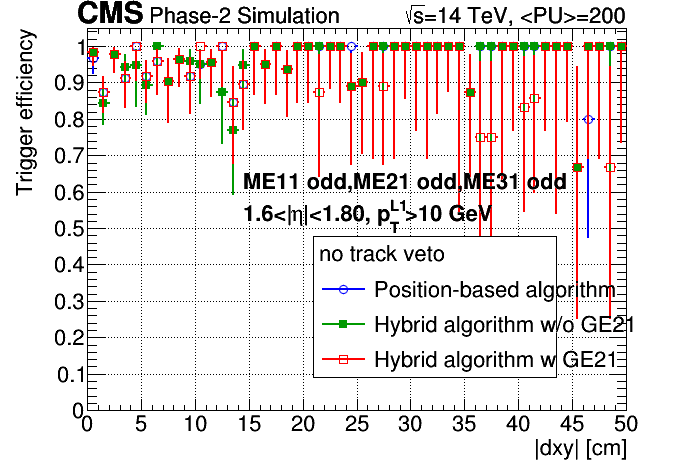 CMS Phase-2 Simulation √s=14 TeV, <PU>=200
Trigger efficiency
1
0.9
0.8
0.7
0.6
0.5
0.4
0.3
0.2
0.1
0
ME11 odd,ME21 odd,ME31 odd
1.6<|η|<1.80, p_T^L1>10 GeV
no track veto
Position-based algorithm
Hybrid algorithm w/o GE21
Hybrid algorithm w GE21
0 5 10 15 20 25 30 35 40 45 50
|dxy| [cm]